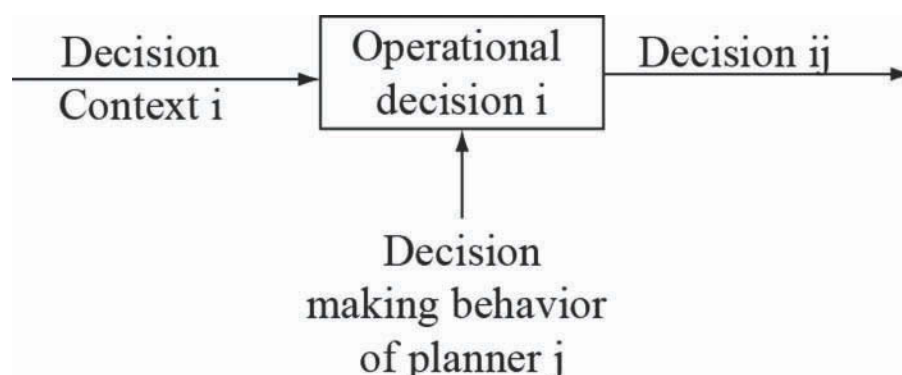 Decision
Context i
Operational
decision i
Decision ij
Decision
making behavior
of planner j